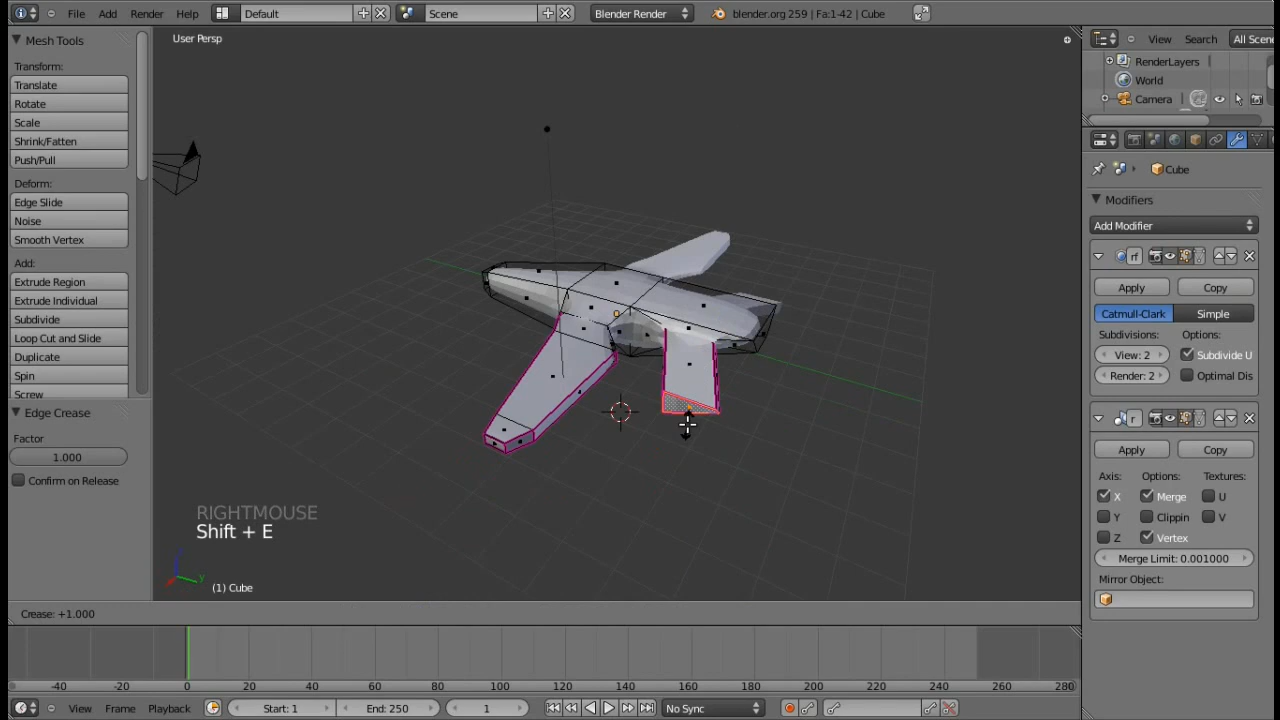 File Add Render Help Default Scene Blender Render blender.org 259 | Fa:1-42 | Cube
Mesh Tools
Transform:
Translate
Rotate
Scale
Shrink/Fatten
Push/Pull
Deform:
Edge Slide
Noise
Smooth Vertex
Add:
Extrude Region
Extrude Individual
Subdivide
Loop Cut and Slide
Duplicate
Spin
Screw
Edge Crease
Factor
1.000
Confirm on Release
User Persp
RIGHTMOUSE
Shift + E
(1) Cube
Crease: +1.000
View Search All Scen
RenderLayers
World
Camera
Cube
Modifiers
Add Modifier
rf
Apply Copy
Catmull-Clark Simple
Subdivisions: Options:
View: 2 Subdivide U
Render: 2 Optimal Dis
r
Apply Copy
Axis: Options: Textures:
X Merge U
Y Clippin V
Z Vertex
Merge Limit: 0.001000
Mirror Object:
-40 -20 0 20 40 60 80 100 120 140 160 180 200 220 240 260 280
View Frame Playback Start: 1 End: 250 1 No Sync